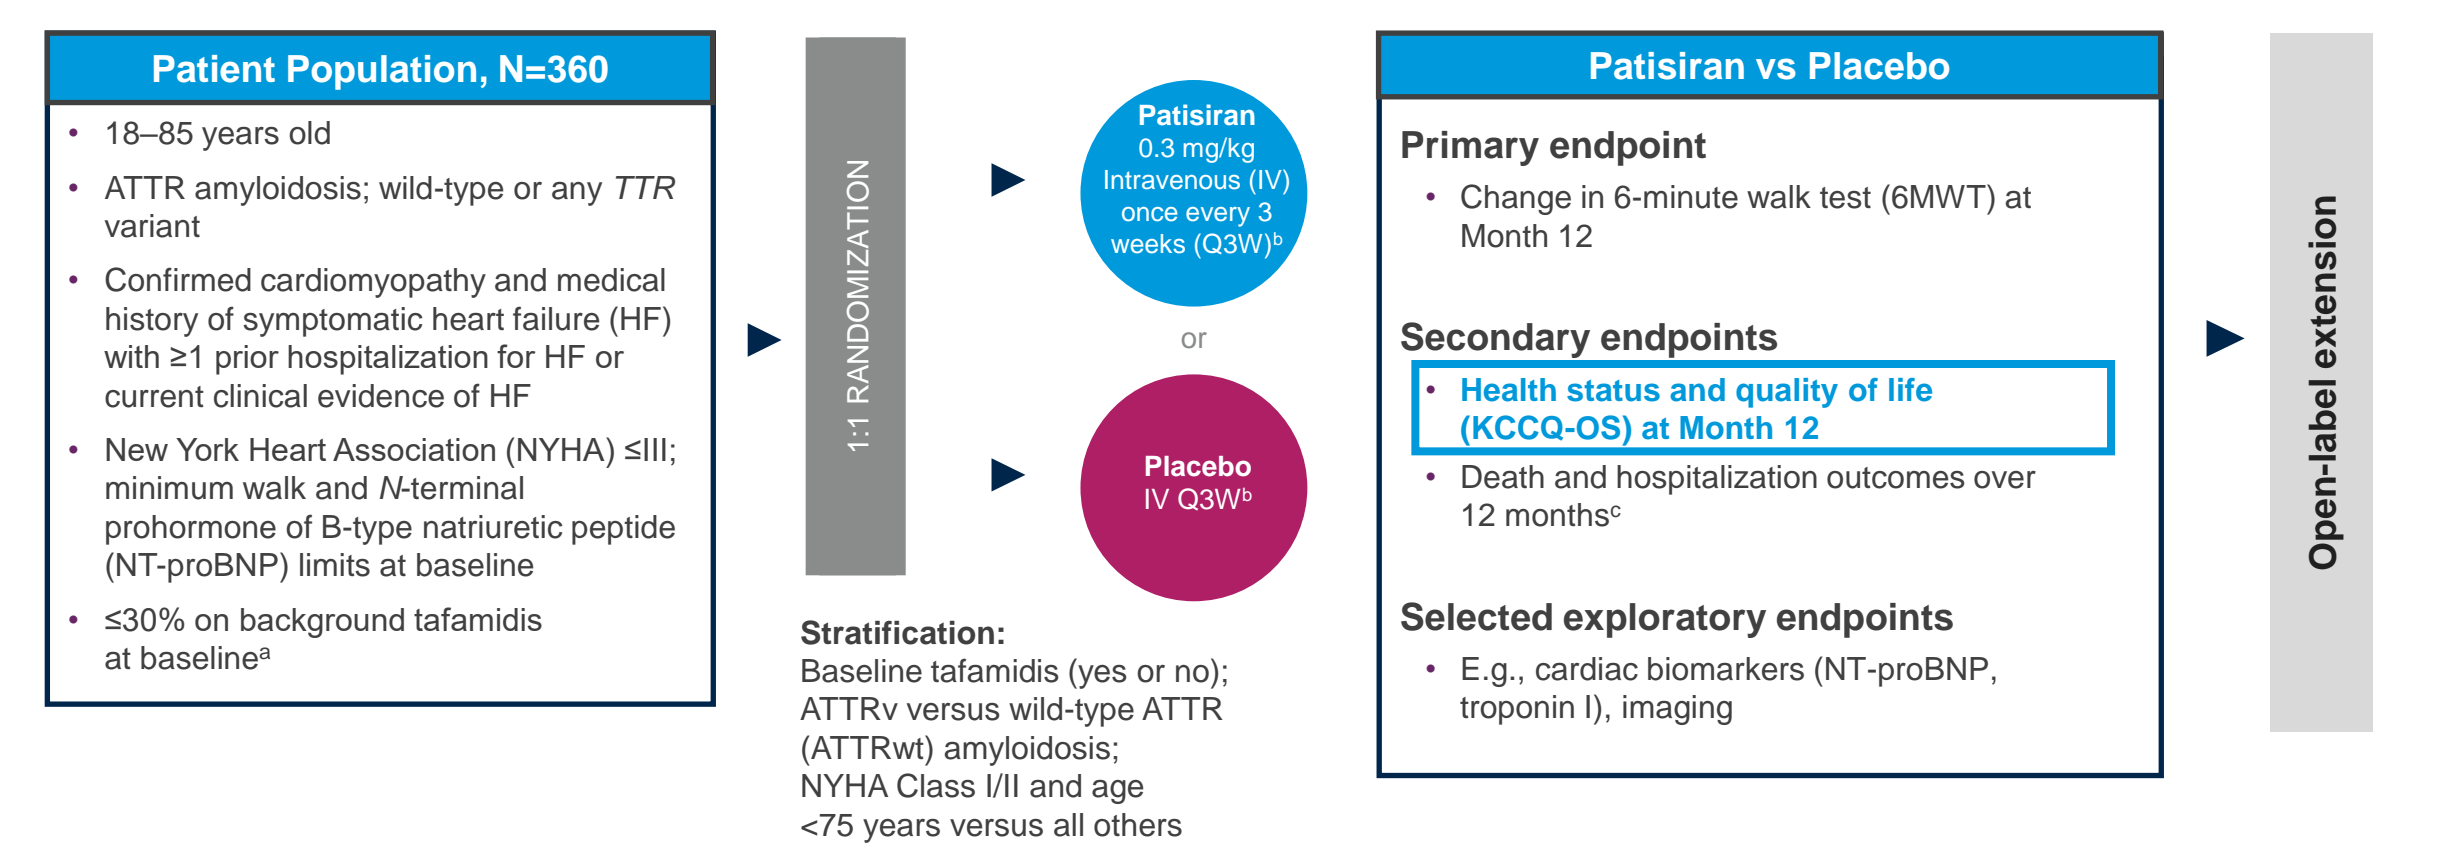 Patient Population, N=360
• 18–85 years old
• ATTR amyloidosis; wild-type or any TTR
variant
• Confirmed cardiomyopathy and medical
history of symptomatic heart failure (HF)
with ≥1 prior hospitalization for HF or
current clinical evidence of HF
• New York Heart Association (NYHA) ≤III;
minimum walk and N-terminal
prohormone of B-type natriuretic peptide
(NT-proBNP) limits at baseline
• ≤30% on background tafamidis
at baselineᵃ
1:1 RANDOMIZATION
Patisiran
0.3 mg/kg
Intravenous (IV)
once every 3
weeks (Q3W)ᵇ
or
Placebo
IV Q3Wᵇ
Stratification:
Baseline tafamidis (yes or no);
ATTRv versus wild-type ATTR
(ATTRwt) amyloidosis;
NYHA Class I/II and age
<75 years versus all others
Patisiran vs Placebo
Primary endpoint
• Change in 6-minute walk test (6MWT) at
Month 12
Secondary endpoints
• Health status and quality of life
(KCCQ-OS) at Month 12
• Death and hospitalization outcomes over
12 monthsᶜ
Selected exploratory endpoints
• E.g., cardiac biomarkers (NT-proBNP,
troponin I), imaging
Open-label extension